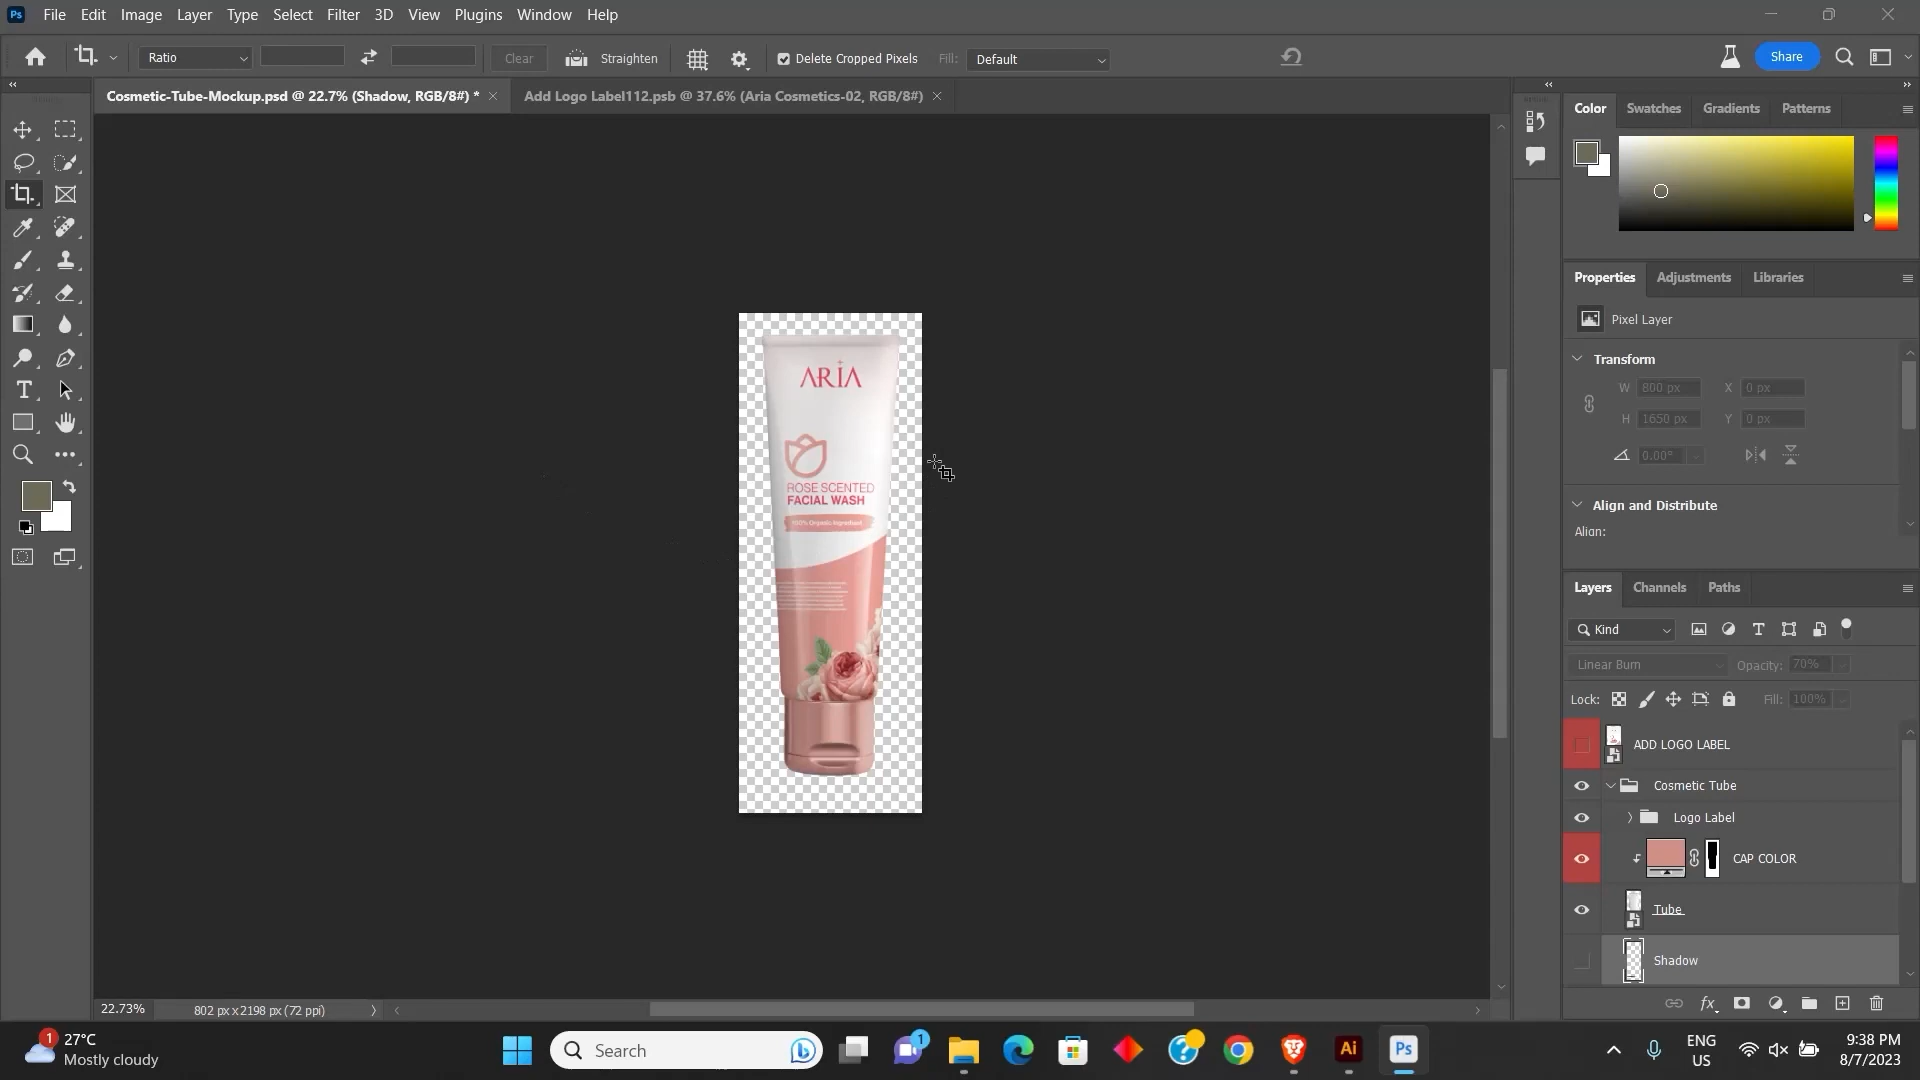 Ps File Edit Image Layer Type Select Filter 3D View Plugins Window Help
Ratio Clear Straighten Delete Cropped Pixels Fill: Default Share
Cosmetic-Tube-Mockup.psd @ 22.7% (Shadow, RGB/8#) * Add Logo Label112.psb @ 37.6% (Aria Cosmetics-02, RGB/8#)
Color Swatches Gradients Patterns
Properties Adjustments Libraries
Pixel Layer
Transform
W 800 px X 0 px
H 1650 px Y 0 px
0.00°
Align and Distribute
Align:
ARIA
ROSE SCENTED
FACIAL WASH
100% Organic Ingredient
Layers Channels Paths
Kind
Linear Burn Opacity: 70%
Lock: Fill: 100%
ADD LOGO LABEL
Cosmetic Tube
Logo Label
CAP COLOR
Tube
Shadow
fx
22.73% 802 px x 2198 px (72 ppi)
1 27°C
Mostly cloudy
Search
1
Ai
Ps
ENG
US
9:38 PM
8/7/2023